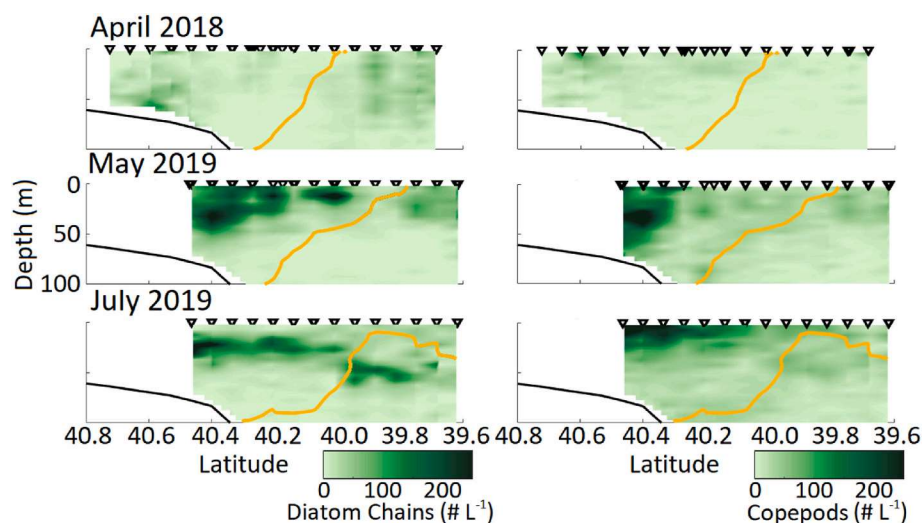 April 2018
May 2019
Depth (m)
0
50
100
July 2019
40.8 40.6 40.4 40.2 40.0 39.8 39.6
40.8 40.6 40.4 40.2 40.0 39.8 39.6
Latitude
Latitude
0 100 200
Diatom Chains (# L⁻¹)
0 100 200
Copepods (# L⁻¹)